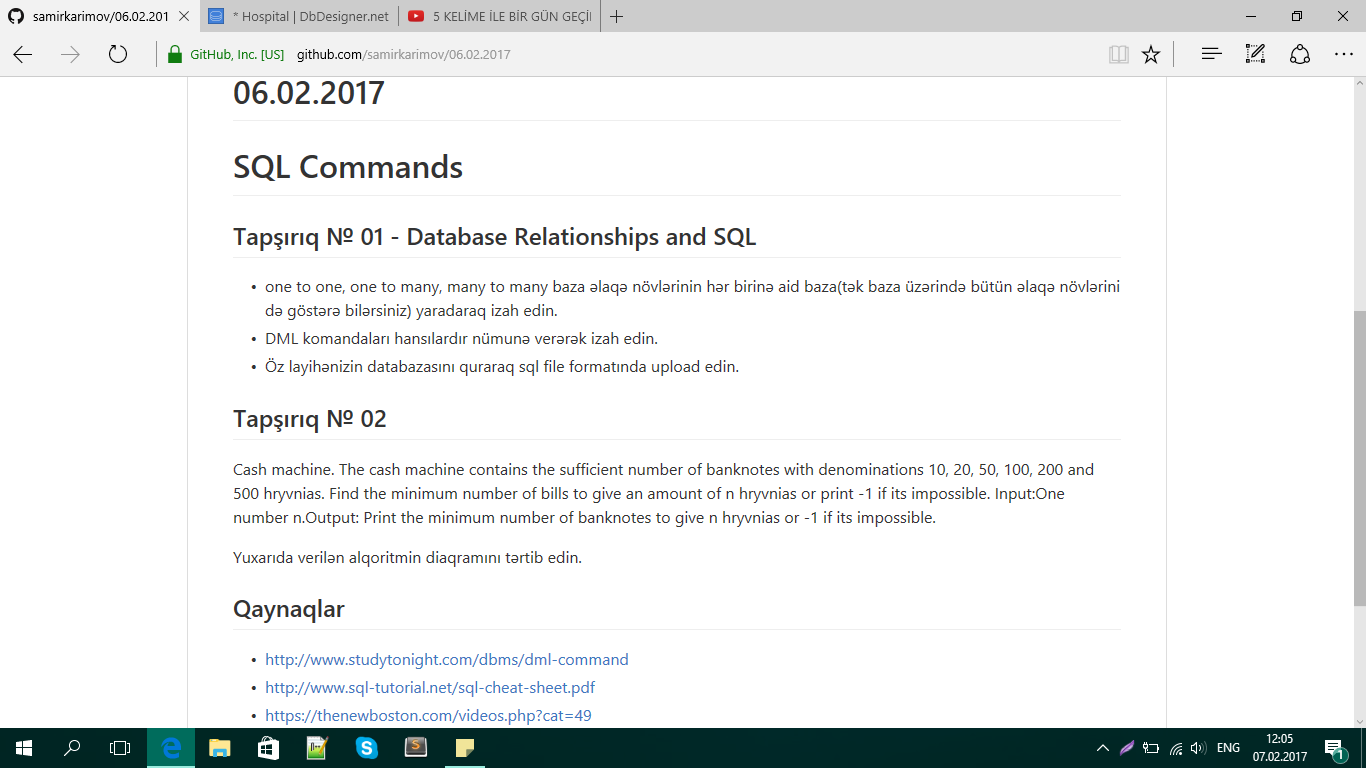 samirkarimov/06.02.201
* Hospital | DbDesigner.net
5 KELİME İLE BİR GÜN GEÇİ
GitHub, Inc. [US] github.com/samirkarimov/06.02.2017
06.02.2017
SQL Commands
Tapşırıq № 01 - Database Relationships and SQL
• one to one, one to many, many to many baza əlaqə növlərinin hər birinə aid baza(tək baza üzərində bütün əlaqə növlərini
də göstərə bilərsiniz) yaradaraq izah edin.
• DML komandaları hansılardır nümunə verərək izah edin.
• Öz layihənizin databazasını quraraq sql file formatında upload edin.
Tapşırıq № 02
Cash machine. The cash machine contains the sufficient number of banknotes with denominations 10, 20, 50, 100, 200 and
500 hryvnias. Find the minimum number of bills to give an amount of n hryvnias or print -1 if its impossible. Input:One
number n.Output: Print the minimum number of banknotes to give n hryvnias or -1 if its impossible.
Yuxarıda verilən alqoritmin diaqramını tərtib edin.
Qaynaqlar
• http://www.studytonight.com/dbms/dml-command
• http://www.sql-tutorial.net/sql-cheat-sheet.pdf
• https://thenewboston.com/videos.php?cat=49
ENG
12:05
07.02.2017
1